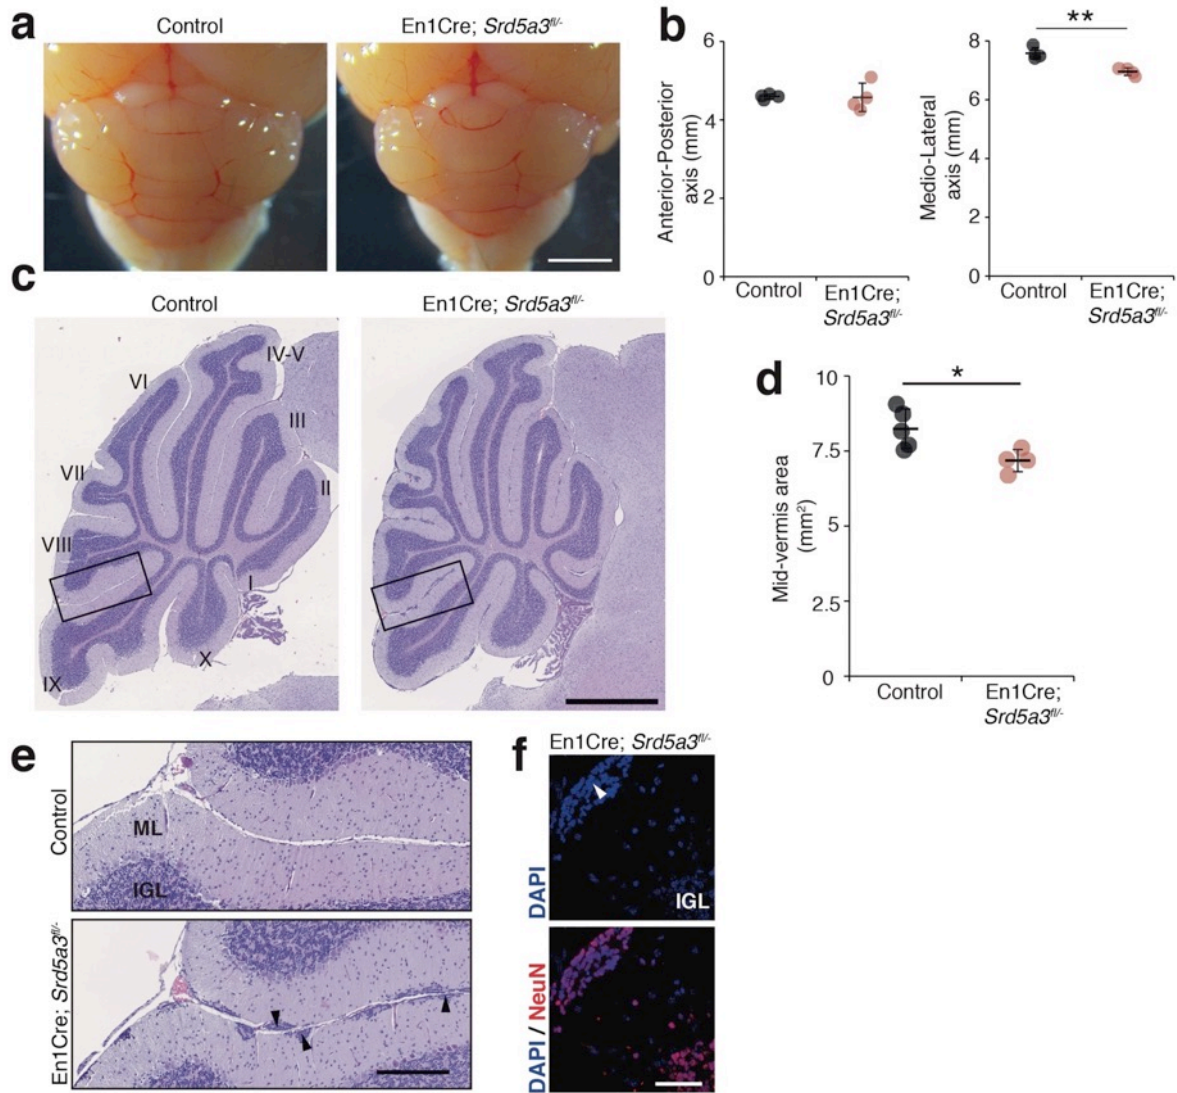 a
Control
En1Cre; Srd5a3fl/-
b
Anterior-Posterior
axis (mm)
6
4
2
0
Control
En1Cre;
Srd5a3fl/-
Medio-Lateral
axis (mm)
**
8
6
4
2
0
Control
En1Cre;
Srd5a3fl/-
c
Control
En1Cre; Srd5a3fl/-
IV-V
VI
III
VII
II
VIII
I
X
IX
d
Mid-vermis area
(mm²)
*
10
7.5
5
2.5
0
Control
En1Cre;
Srd5a3fl/-
e
Control
ML
IGL
En1Cre; Srd5a3fl/-
f
En1Cre; Srd5a3fl/-
DAPI
IGL
DAPI / NeuN